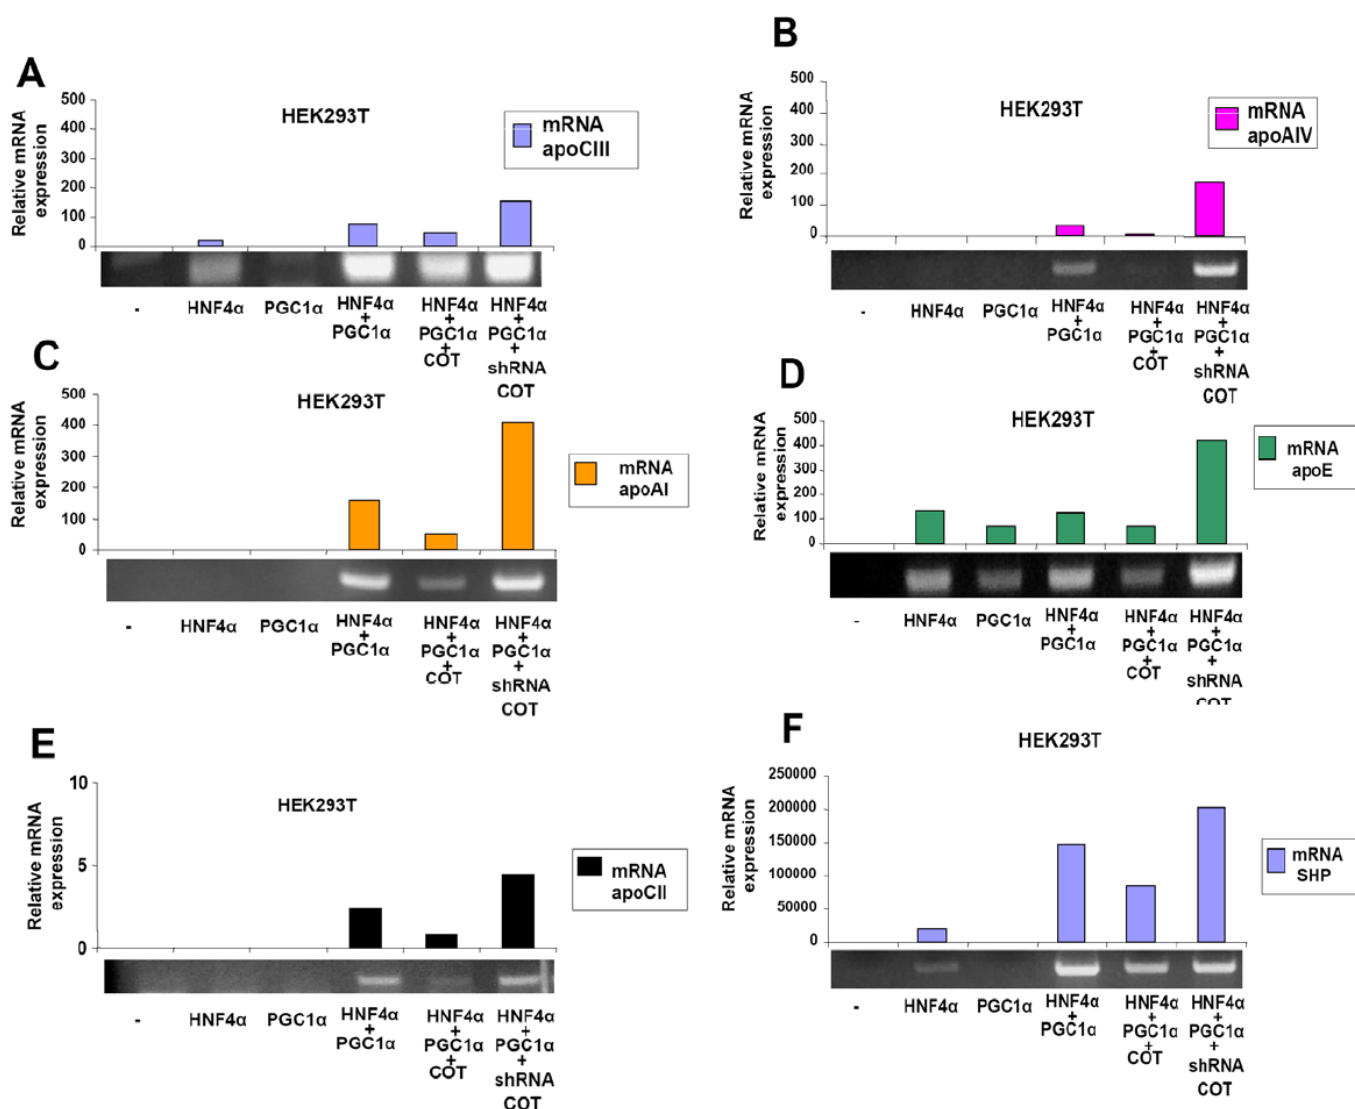 A
Relative mRNA
expression
500
400
300
200
100
0
HEK293T
mRNA
apoCIII
- HNF4α PGC1α HNF4α HNF4α HNF4α
+ + +
PGC1α PGC1α PGC1α
+ +
COT shRNA
COT
B
Relative mRNA
expression
500
400
300
200
100
0
HEK293T
mRNA
apoAIV
- HNF4α PGC1α HNF4α HNF4α HNF4α
+ + +
PGC1α PGC1α PGC1α
+ +
COT shRNA
COT
C
Relative mRNA
expression
500
400
300
200
100
0
HEK293T
mRNA
apoAI
- HNF4α PGC1α HNF4α HNF4α HNF4α
+ + +
PGC1α PGC1α PGC1α
+ +
COT shRNA
COT
D
Relative mRNA
expression
500
400
300
200
100
0
HEK293T
mRNA
apoE
- HNF4α PGC1α HNF4α HNF4α HNF4α
+ + +
PGC1α PGC1α PGC1α
+ +
COT shRNA
COT
E
Relative mRNA
expression
10
5
0
HEK293T
mRNA
apoCII
- HNF4α PGC1α HNF4α HNF4α HNF4α
+ + +
PGC1α PGC1α PGC1α
+ +
COT shRNA
COT
F
Relative mRNA
expression
250000
200000
150000
100000
50000
0
HEK293T
mRNA
SHP
- HNF4α PGC1α HNF4α HNF4α HNF4α
+ + +
PGC1α PGC1α PGC1α
+ +
COT shRNA
COT